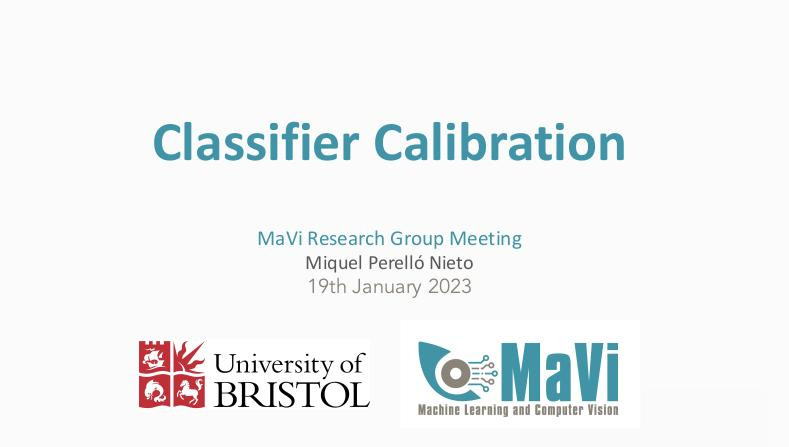 Classifier Calibration
MaVi Research Group Meeting
Miquel Perelló Nieto
19th January 2023
University of
BRISTOL
MaVi
Machine Learning and Computer Vision